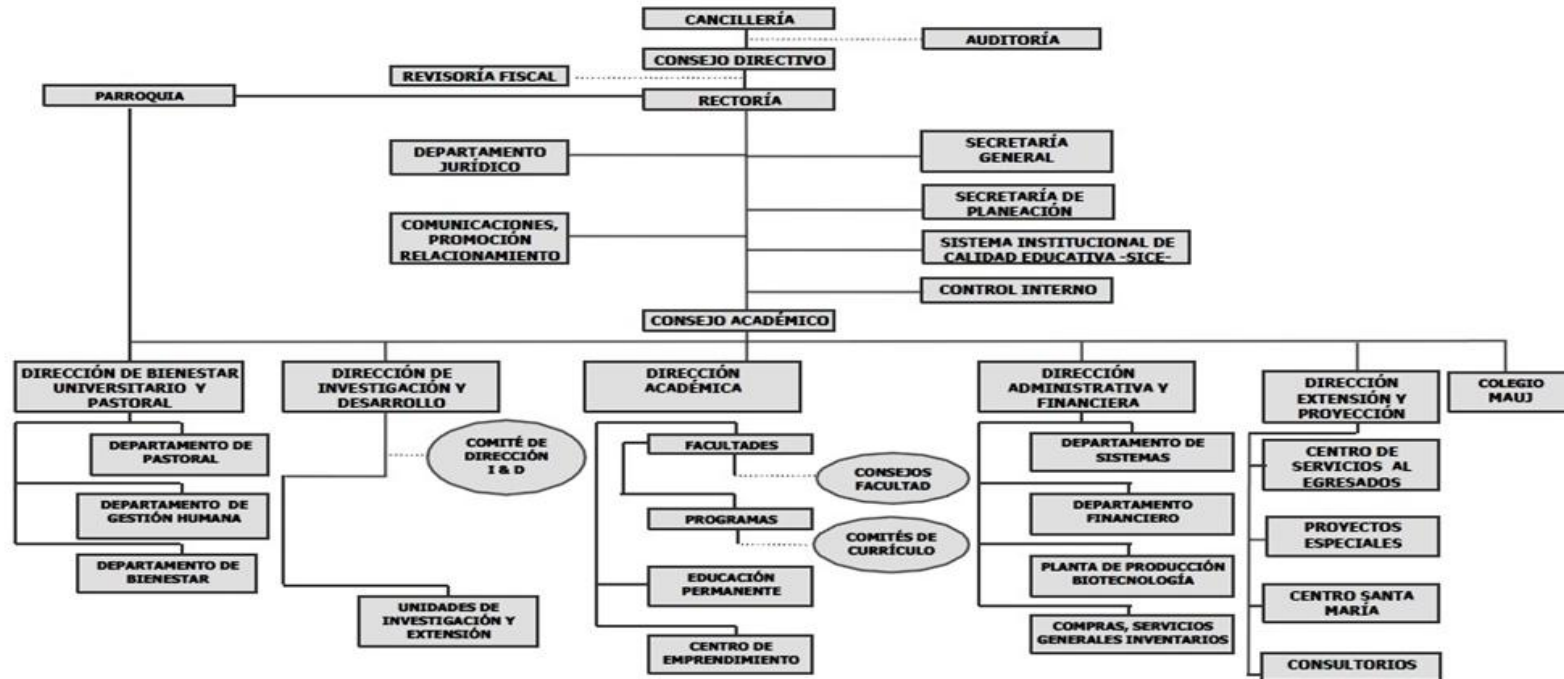 CANCILLERÍA
AUDITORÍA
CONSEJO DIRECTIVO
REVISORÍA FISCAL
PARROQUIA
RECTORÍA
DEPARTAMENTO
JURÍDICO
SECRETARÍA
GENERAL
SECRETARÍA DE
PLANEACIÓN
COMUNICACIONES,
PROMOCIÓN
RELACIONAMIENTO
SISTEMA INSTITUCIONAL DE
CALIDAD EDUCATIVA -SICE-
CONTROL INTERNO
CONSEJO ACADÉMICO
DIRECCIÓN DE BIENESTAR
UNIVERSITARIO Y
PASTORAL
DIRECCIÓN DE
INVESTIGACIÓN Y
DESARROLLO
DIRECCIÓN
ACADÉMICA
DIRECCIÓN
ADMINISTRATIVA Y
FINANCIERA
DIRECCIÓN
EXTENSIÓN Y
PROYECCIÓN
COLEGIO
MAUJ
DEPARTAMENTO DE
PASTORAL
DEPARTAMENTO DE
GESTIÓN HUMANA
DEPARTAMENTO DE
BIENESTAR
COMITÉ DE
DIRECCIÓN
I & D
UNIDADES DE
INVESTIGACIÓN Y
EXTENSIÓN
FACULTADES
CONSEJOS
FACULTAD
PROGRAMAS
COMITÉS DE
CURRÍCULO
EDUCACIÓN
PERMANENTE
CENTRO DE
EMPRENDIMIENTO
DEPARTAMENTO DE
SISTEMAS
DEPARTAMENTO
FINANCIERO
PLANTA DE PRODUCCIÓN
BIOTECNOLOGÍA
COMPRAS, SERVICIOS
GENERALES INVENTARIOS
CENTRO DE
SERVICIOS AL
EGRESADOS
PROYECTOS
ESPECIALES
CENTRO SANTA
MARÍA
CONSULTORIOS